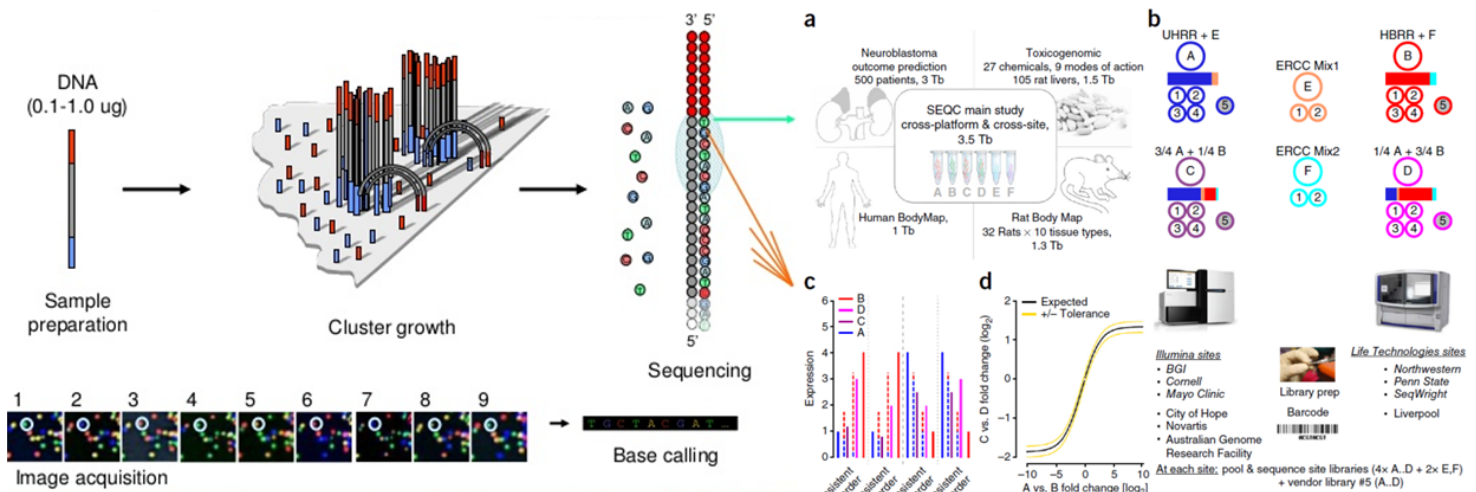 DNA
(0.1-1.0 ug)
Sample
preparation
Cluster growth
3' 5'
5'
Sequencing
1 2 3 4 5 6 7 8 9
Image acquisition
T G C T A C G A T ...
Base calling
a
Neuroblastoma
outcome prediction
500 patients, 3 Tb
Toxicogenomic
27 chemicals, 9 modes of action
105 rat livers, 1.5 Tb
SEQC main study
cross-platform & cross-site,
3.5 Tb
A B C D E F
Human BodyMap,
1 Tb
Rat Body Map
32 Rats × 10 tissue types,
1.3 Tb
b
UHRR + E
A
1 2
3 4
5
ERCC Mix1
E
1 2
HBRR + F
B
1 2
3 4
5
3/4 A + 1/4 B
C
1 2
3 4
5
ERCC Mix2
F
1 2
1/4 A + 3/4 B
D
1 2
3 4
5
Illumina sites
• BGI
• Cornell
• Mayo Clinic
• City of Hope
• Novartis
• Australian Genome
Research Facility
Library prep
Barcode
Life Technologies sites
• Northwestern
• Penn State
• SeqWright
• Liverpool
At each site: pool & sequence site libraries (4× A..D + 2× E,F)
+ vendor library #5 (A..D)
c
Expression
6
5
4
3
2
1
0
B
D
C
A
d
C vs. D fold change (log2)
2
1
0
−1
−2
Expected
+/− Tolerance
−10 −5 0 5 10
A vs. B fold change [log2]